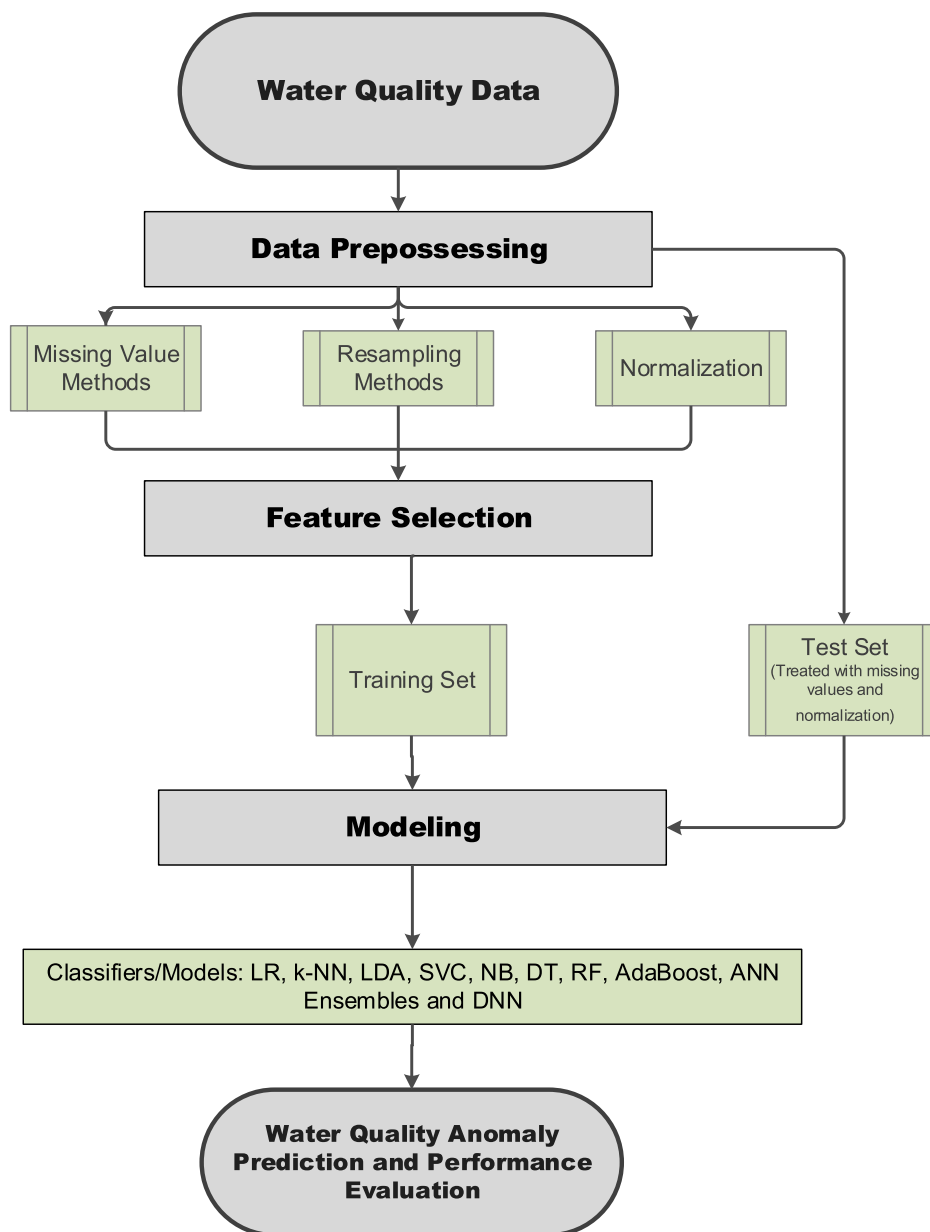 Water Quality Data
Data Prepossessing
Missing Value
Methods
Resampling
Methods
Normalization
Feature Selection
Training Set
Test Set
(Treated with missing
values and
normalization)
Modeling
Classifiers/Models: LR, k-NN, LDA, SVC, NB, DT, RF, AdaBoost, ANN
Ensembles and DNN
Water Quality Anomaly
Prediction and Performance
Evaluation